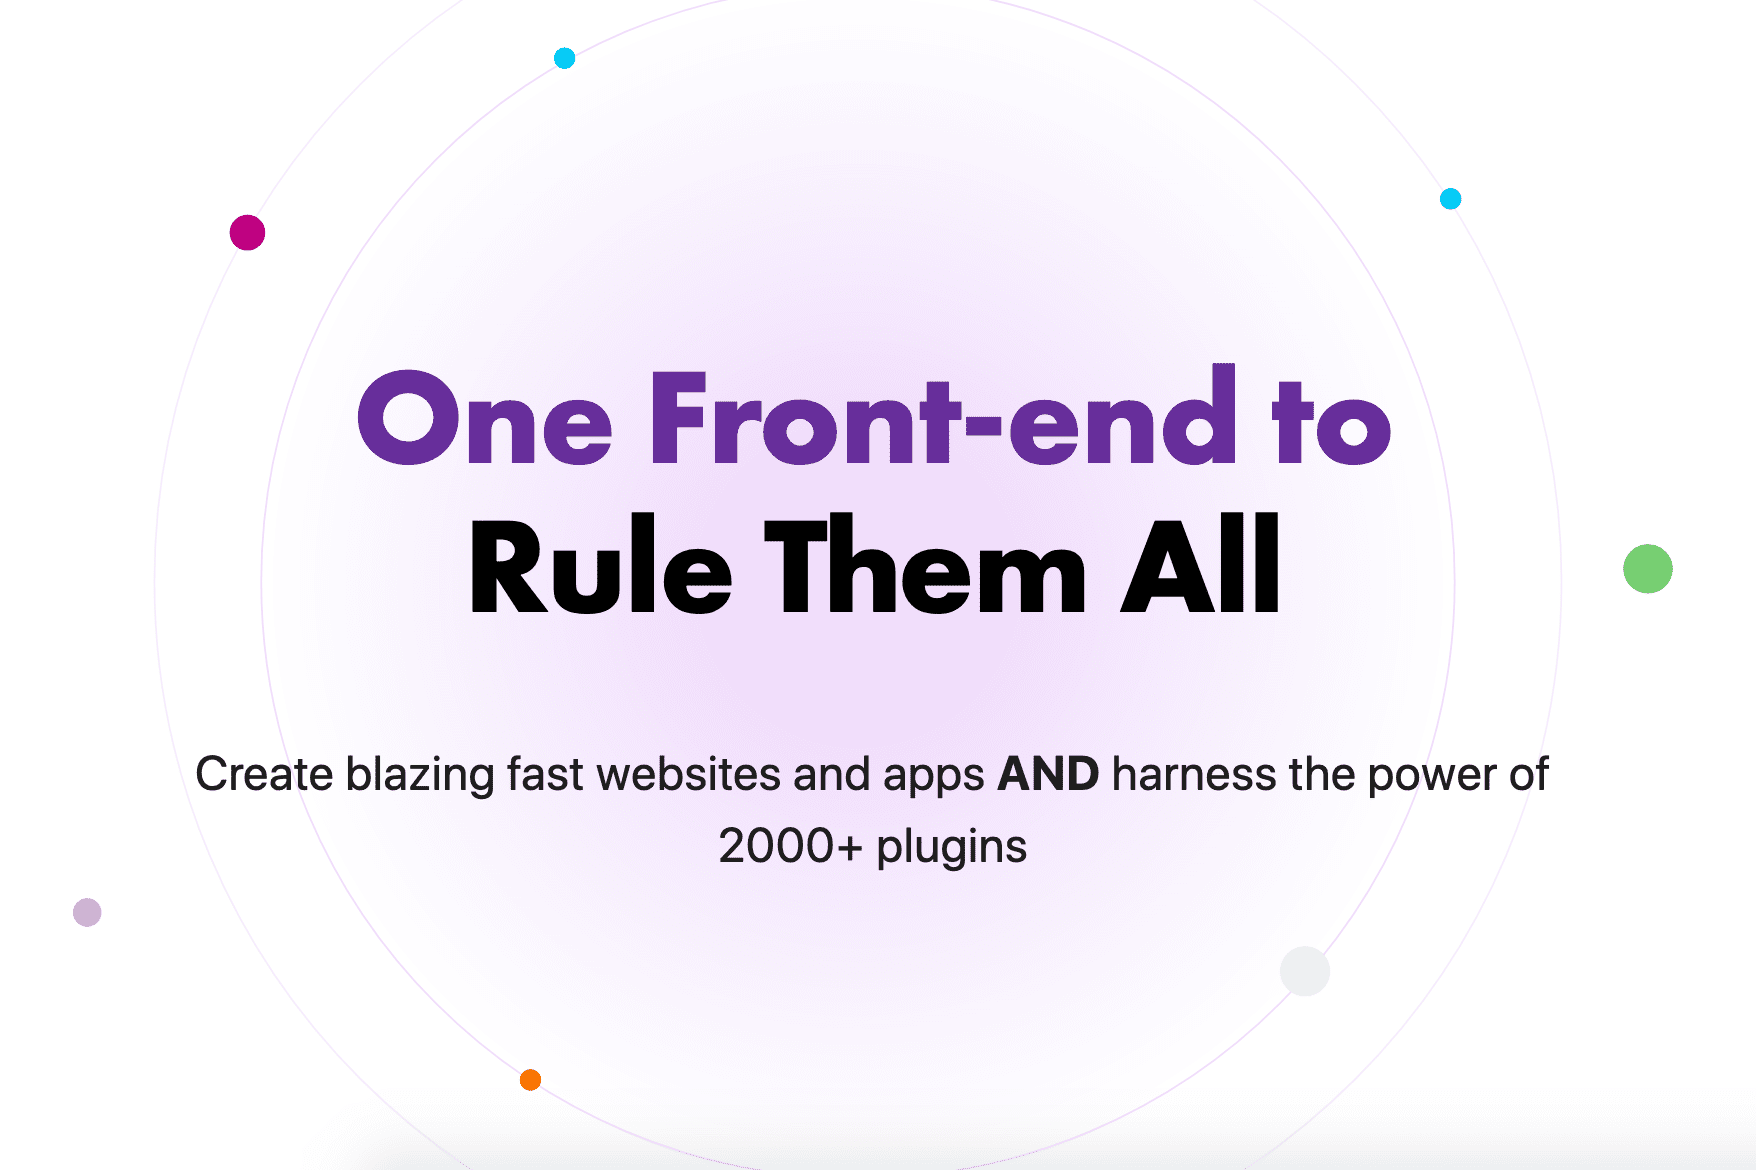 One Front-end to
Rule Them All
Create blazing fast websites and apps AND harness the power of
2000+ plugins